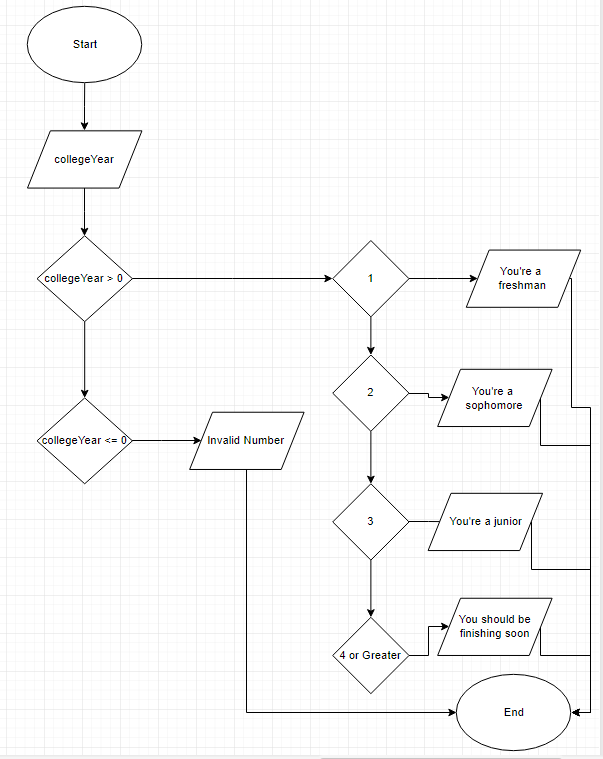 Start
collegeYear
collegeYear > 0
1
You're a
freshman
2
You're a
sophomore
collegeYear <= 0
Invalid Number
3
You're a junior
4 or Greater
You should be
finishing soon
End